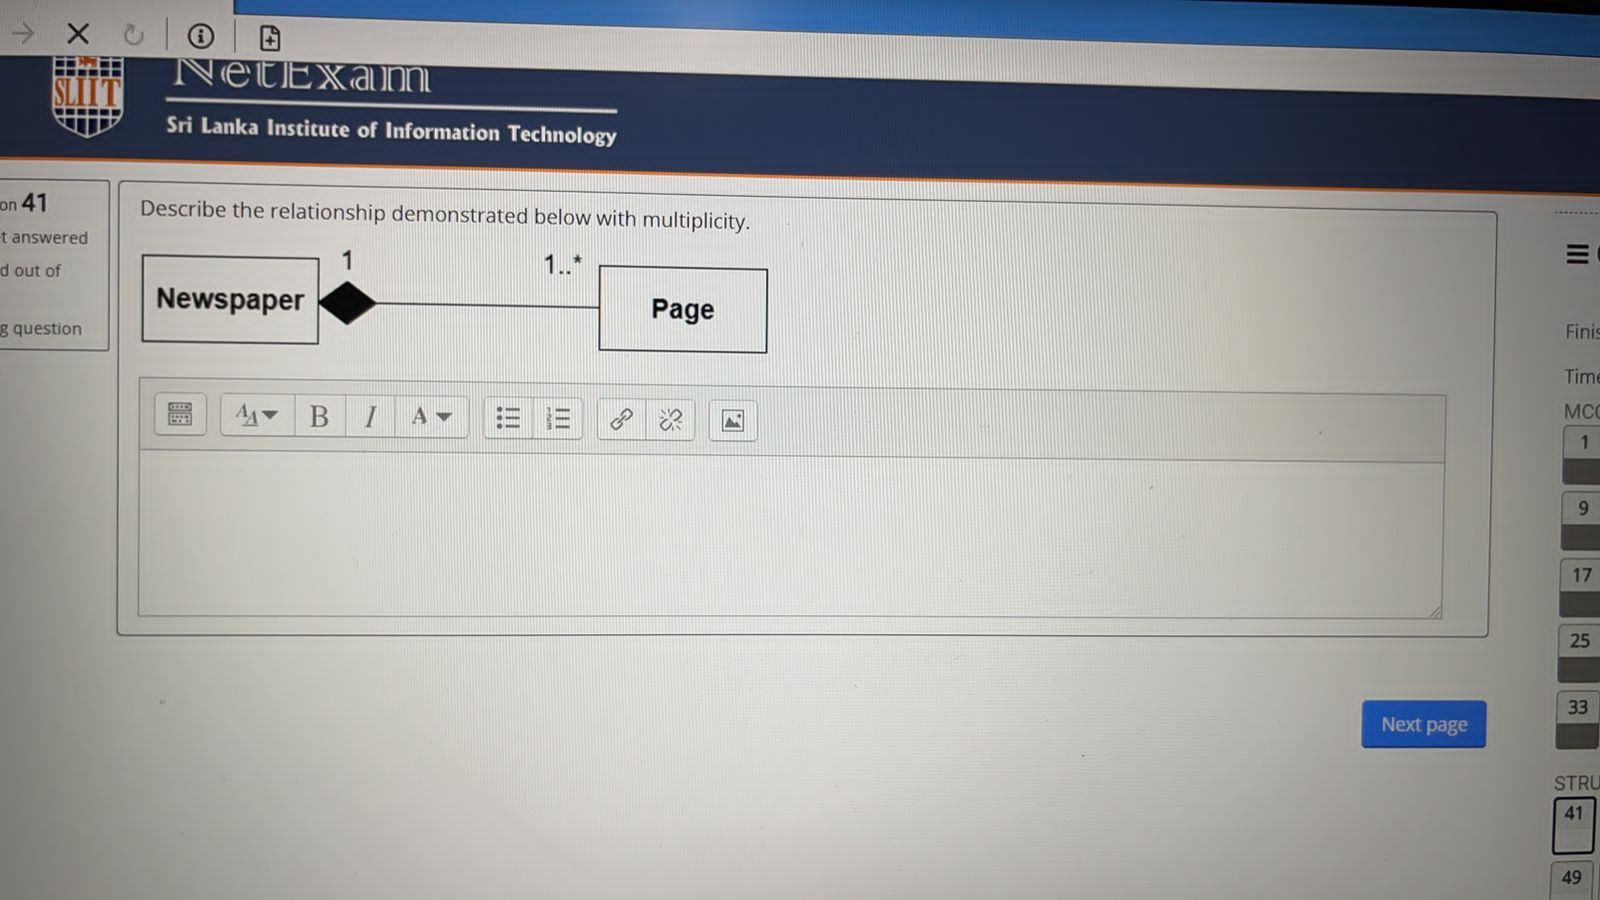 NetExam
SLIIT
Sri Lanka Institute of Information Technology
on 41
t answered
d out of
g question
Describe the relationship demonstrated below with multiplicity.
1
1..*
Newspaper
Page
B I A
Finis
Time
MCQ
1
9
17
25
33
Next page
STRU
41
49